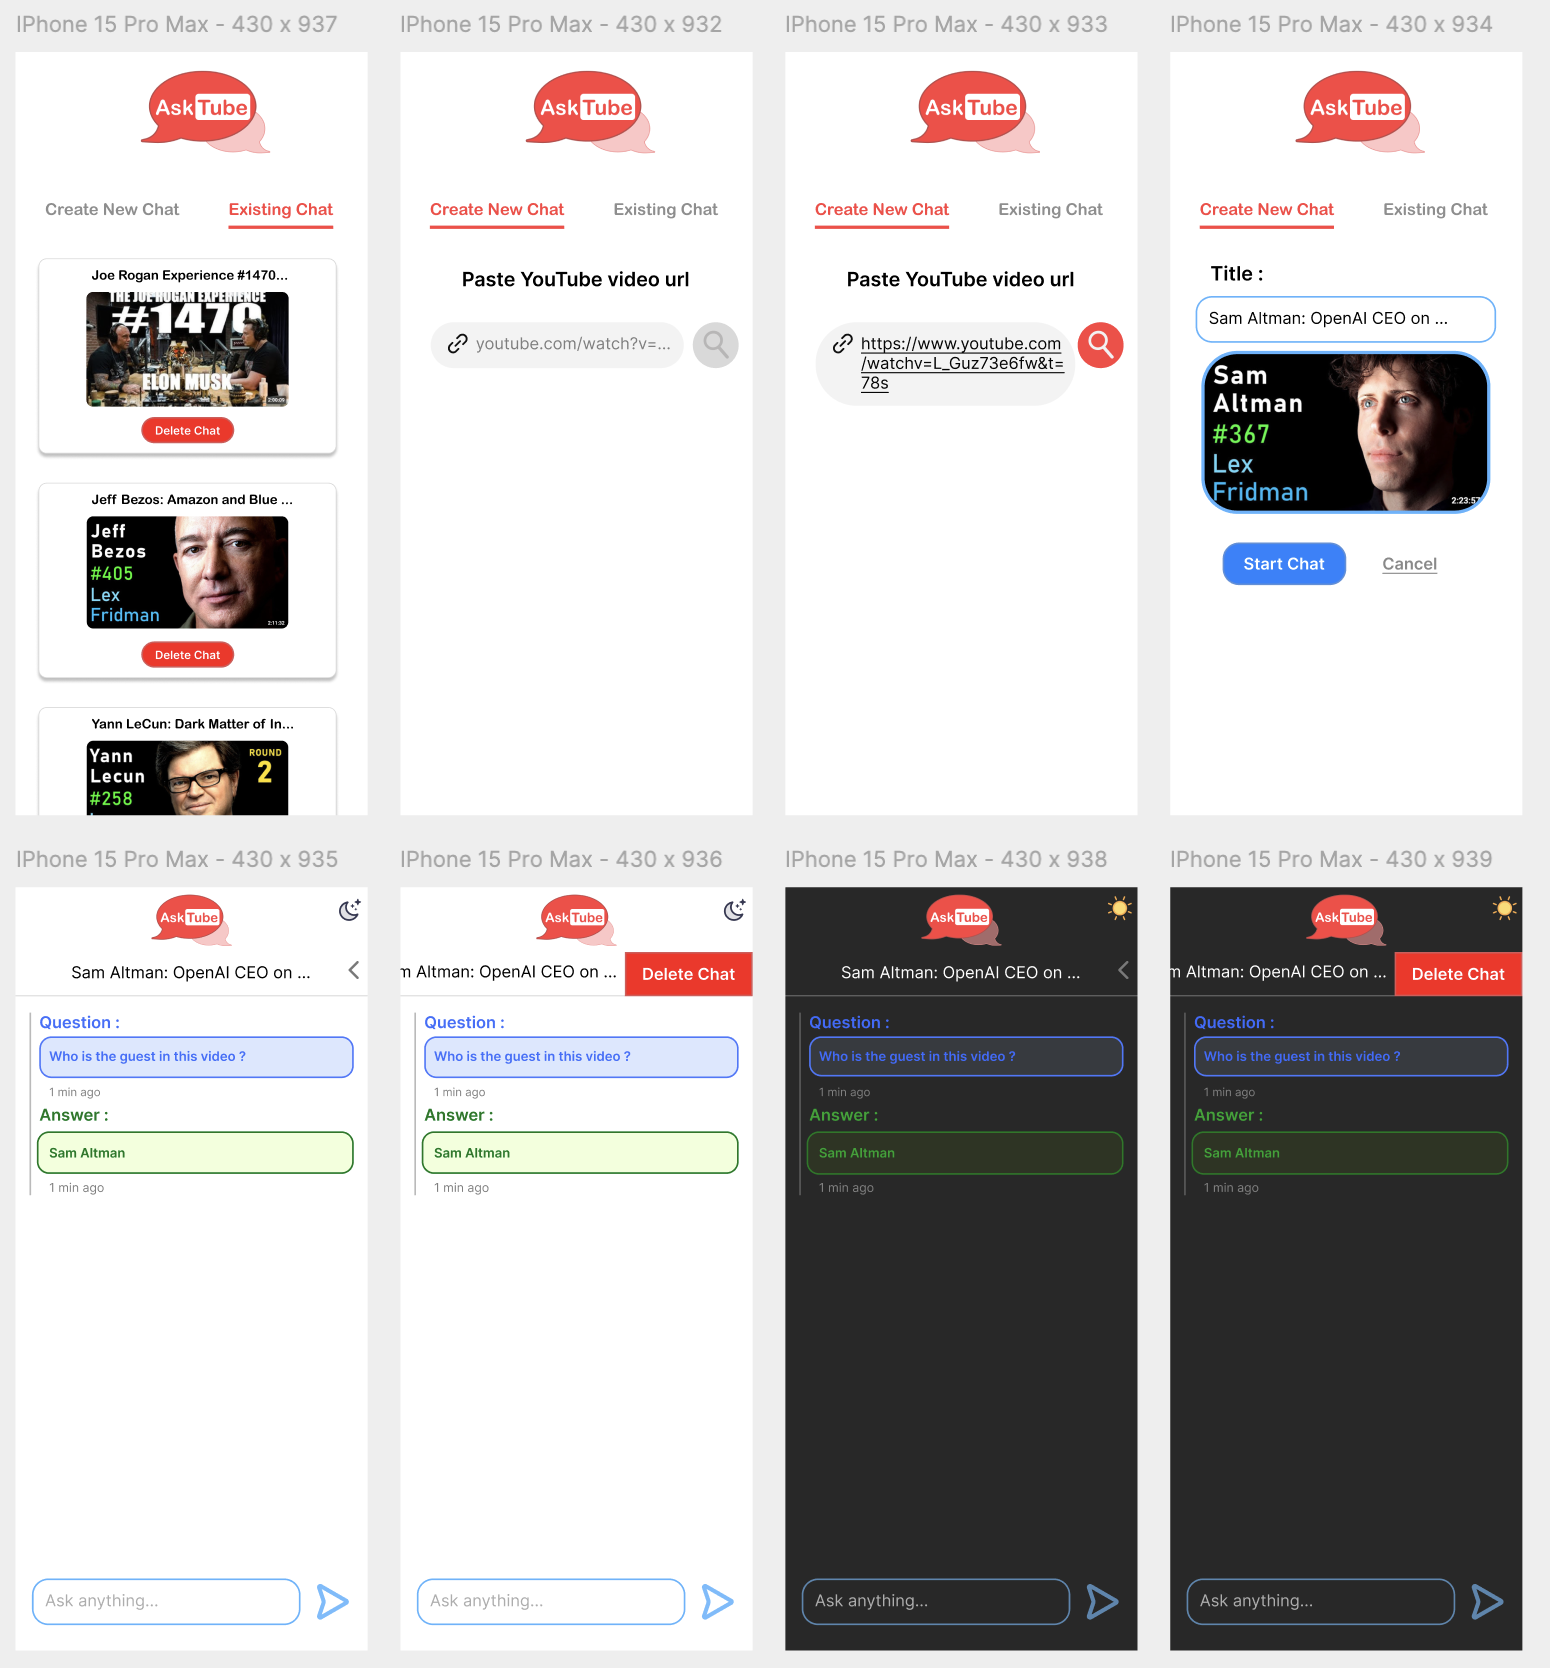 IPhone 15 Pro Max - 430 x 937
AskTube
Create New Chat
Existing Chat
Joe Rogan Experience #1470...
THE JOE ROGAN EXPERIENCE
#1470
ELON MUSK
2:00:09
Delete Chat
Jeff Bezos: Amazon and Blue ...
Jeff
Bezos
#405
Lex
Fridman
2:11:32
Delete Chat
Yann LeCun: Dark Matter of In...
Yann
Lecun
#258
ROUND
2
IPhone 15 Pro Max - 430 x 932
AskTube
Create New Chat
Existing Chat
Paste YouTube video url
youtube.com/watch?v=...
IPhone 15 Pro Max - 430 x 933
AskTube
Create New Chat
Existing Chat
Paste YouTube video url
https://www.youtube.com
/watchv=L_Guz73e6fw&t=
78s
IPhone 15 Pro Max - 430 x 934
AskTube
Create New Chat
Existing Chat
Title :
Sam Altman: OpenAI CEO on ...
Sam
Altman
#367
Lex
Fridman
2:23:57
Start Chat
Cancel
IPhone 15 Pro Max - 430 x 935
AskTube
Sam Altman: OpenAI CEO on ...
Question :
Who is the guest in this video ?
1 min ago
Answer :
Sam Altman
1 min ago
Ask anything...
IPhone 15 Pro Max - 430 x 936
AskTube
m Altman: OpenAI CEO on ...
Delete Chat
Question :
Who is the guest in this video ?
1 min ago
Answer :
Sam Altman
1 min ago
Ask anything...
IPhone 15 Pro Max - 430 x 938
AskTube
Sam Altman: OpenAI CEO on ...
Question :
Who is the guest in this video ?
1 min ago
Answer :
Sam Altman
1 min ago
Ask anything...
IPhone 15 Pro Max - 430 x 939
AskTube
m Altman: OpenAI CEO on ...
Delete Chat
Question :
Who is the guest in this video ?
1 min ago
Answer :
Sam Altman
1 min ago
Ask anything...